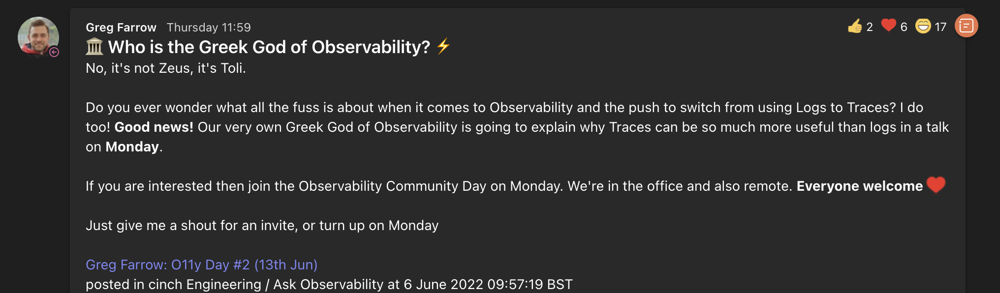 Greg Farrow Thursday 11:59
👍 2 ❤️ 6 😄 17
🏛️ Who is the Greek God of Observability? ⚡
No, it's not Zeus, it's Toli.
Do you ever wonder what all the fuss is about when it comes to Observability and the push to switch from using Logs to Traces? I do
too! Good news! Our very own Greek God of Observability is going to explain why Traces can be so much more useful than logs in a talk
on Monday.
If you are interested then join the Observability Community Day on Monday. We're in the office and also remote. Everyone welcome ❤️
Just give me a shout for an invite, or turn up on Monday
Greg Farrow: O11y Day #2 (13th Jun)
posted in cinch Engineering / Ask Observability at 6 June 2022 09:57:19 BST